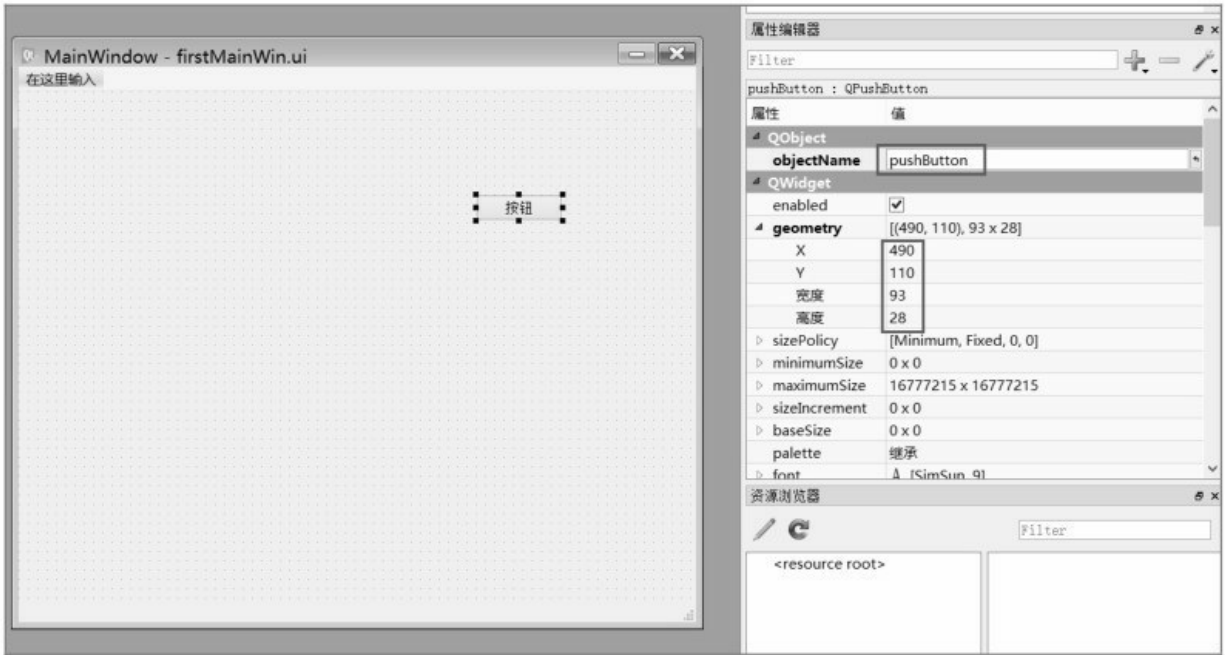 MainWindow - firstMainWin.ui
在这里输入
按钮
属性编辑器
Filter
pushButton : QPushButton
属性 值
QObject
objectName pushButton
QWidget
enabled
geometry [(490, 110), 93 x 28]
X 490
Y 110
宽度 93
高度 28
sizePolicy [Minimum, Fixed, 0, 0]
minimumSize 0 x 0
maximumSize 16777215 x 16777215
sizeIncrement 0 x 0
baseSize 0 x 0
palette 继承
font A [SimSun, 9]
资源浏览器
Filter
<resource root>